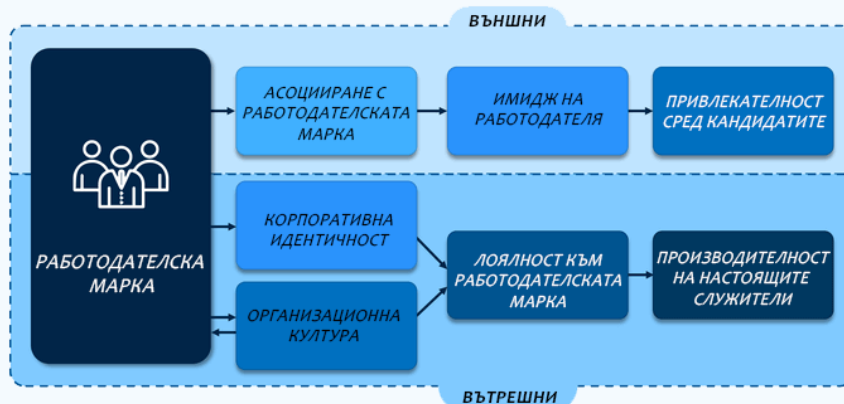 ВЪНШНИ
РАБОТОДАТЕЛСКА
МАРКА
АСОЦИИРАНЕ С
РАБОТОДАТЕЛСКАТА
МАРКА
ИМИДЖ НА
РАБОТОДАТЕЛЯ
ПРИВЛЕКАТЕЛНОСТ
СРЕД КАНДИДАТИТЕ
КОРПОРАТИВНА
ИДЕНТИЧНОСТ
ОРГАНИЗАЦИОННА
КУЛТУРА
ЛОЯЛНОСТ КЪМ
РАБОТОДАТЕЛСКАТА
МАРКА
ПРОИЗВОДИТЕЛНОСТ
НА НАСТОЯЩИТЕ
СЛУЖИТЕЛИ
ВЪТРЕШНИ